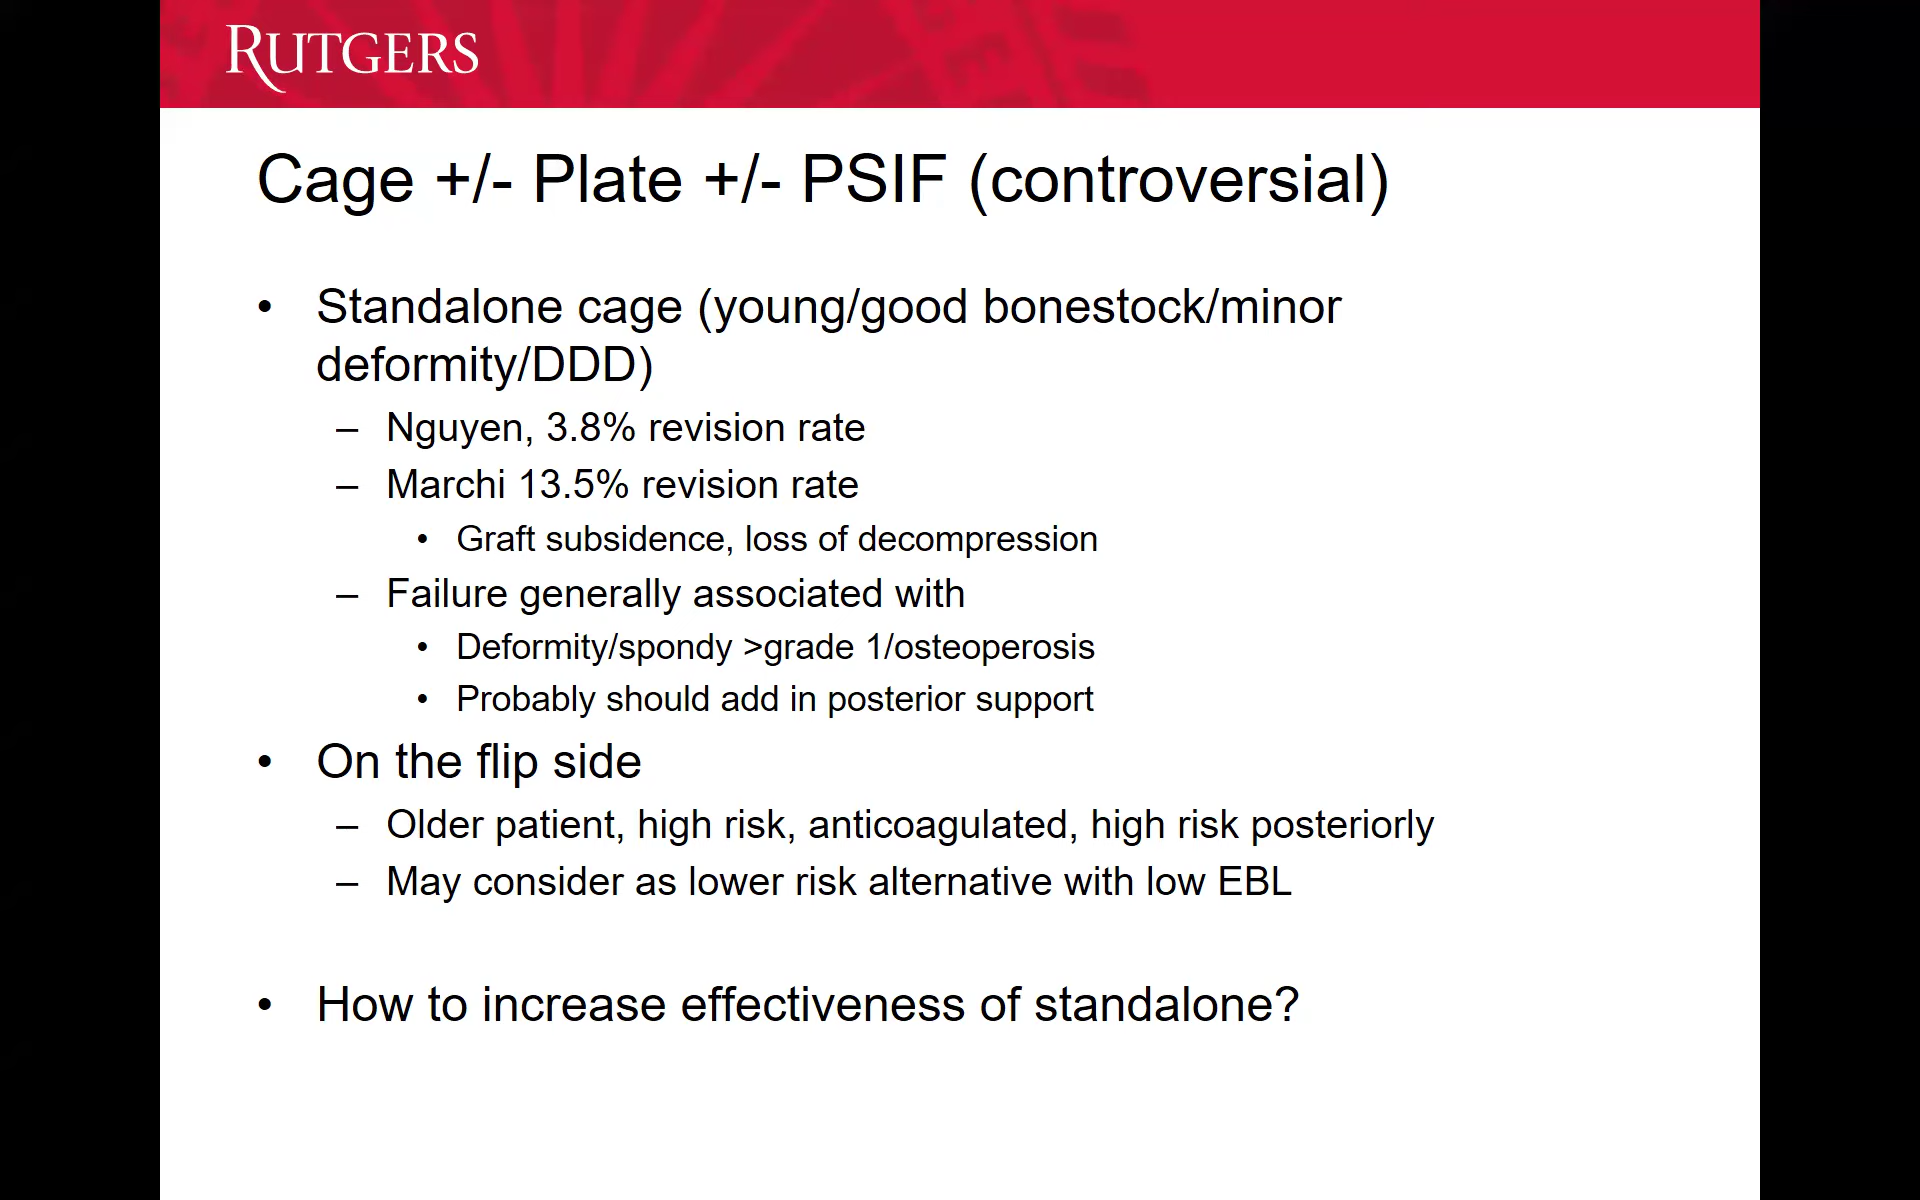 RUTGERS
Cage +/- Plate +/- PSIF (controversial)
• Standalone cage (young/good bonestock/minor
deformity/DDD)
– Nguyen, 3.8% revision rate
– Marchi 13.5% revision rate
• Graft subsidence, loss of decompression
– Failure generally associated with
• Deformity/spondy >grade 1/osteoperosis
• Probably should add in posterior support
• On the flip side
– Older patient, high risk, anticoagulated, high risk posteriorly
– May consider as lower risk alternative with low EBL
• How to increase effectiveness of standalone?